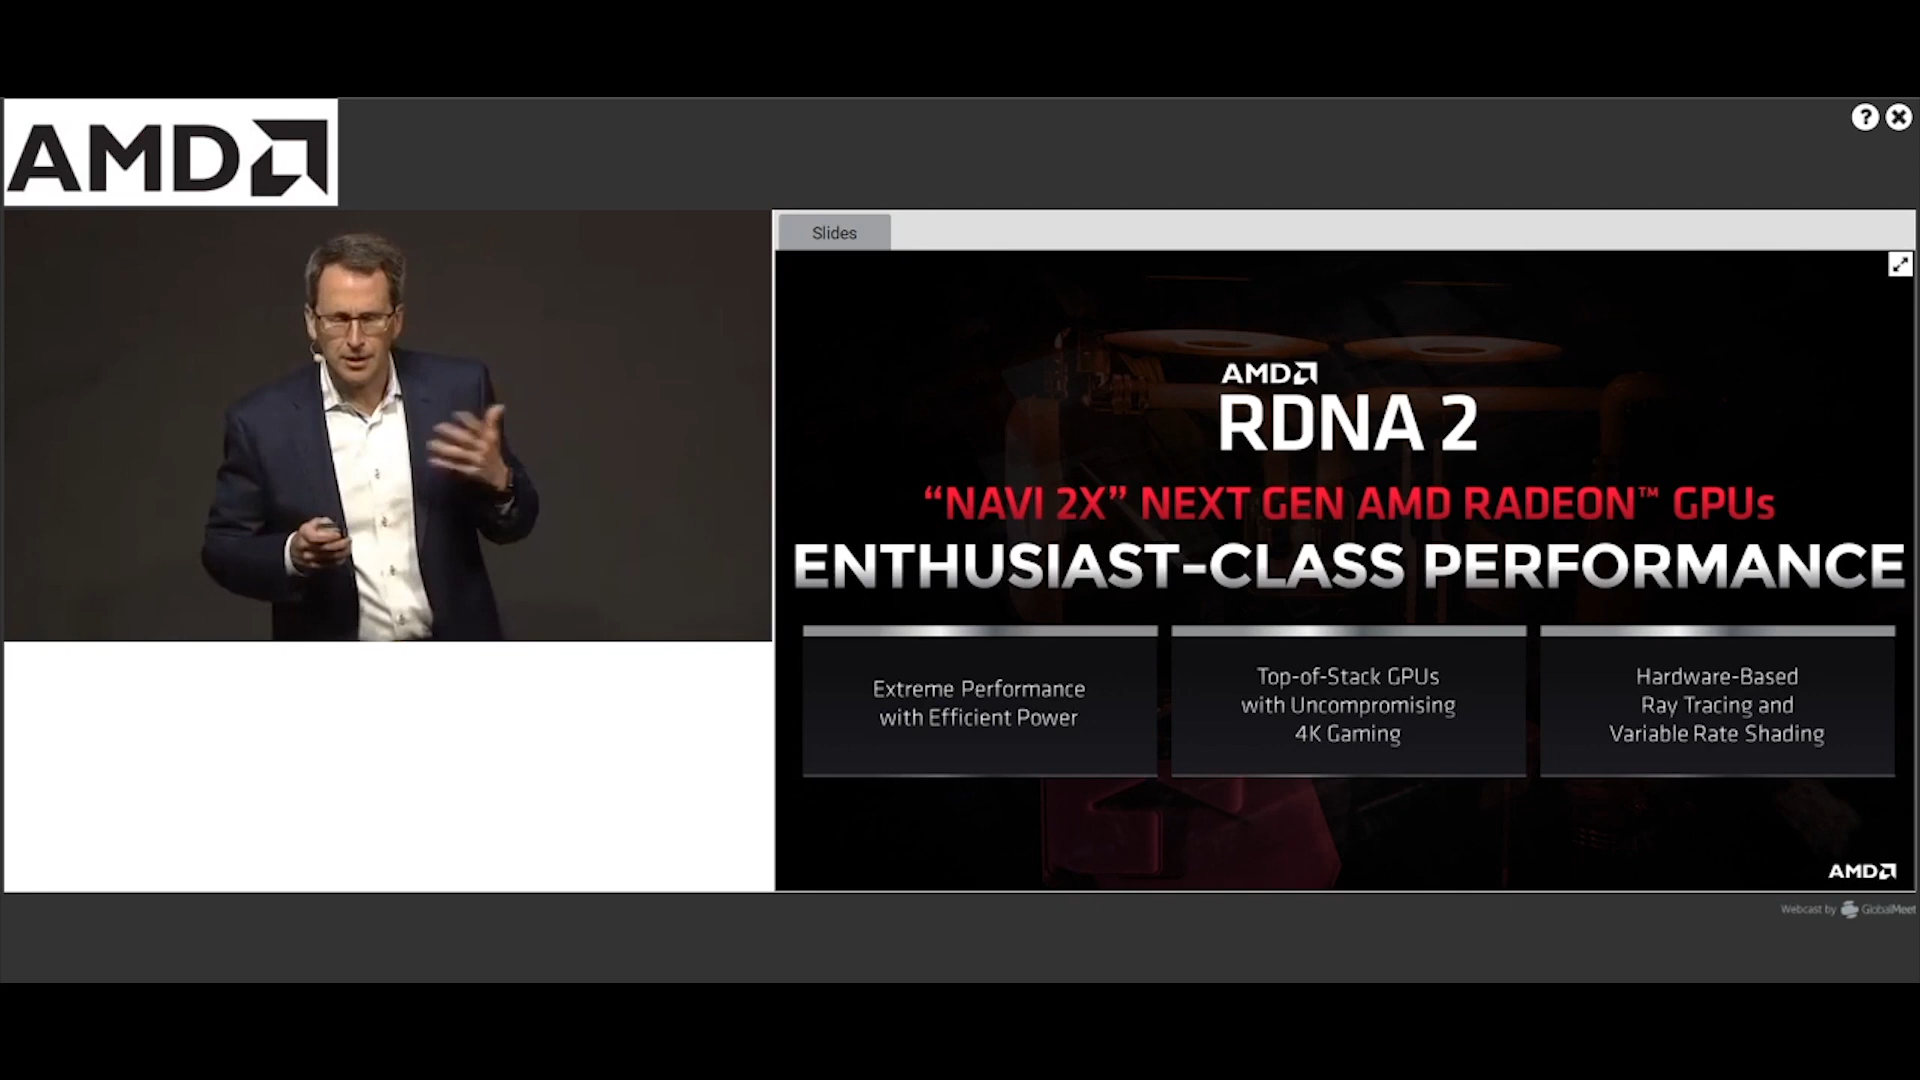 AMD
Slides
AMD
RDNA 2
“NAVI 2X” NEXT GEN AMD RADEON™ GPUs
ENTHUSIAST-CLASS PERFORMANCE
Extreme Performance
with Efficient Power
Top-of-Stack GPUs
with Uncompromising
4K Gaming
Hardware-Based
Ray Tracing and
Variable Rate Shading
AMD
Webcast by GlobalMeet